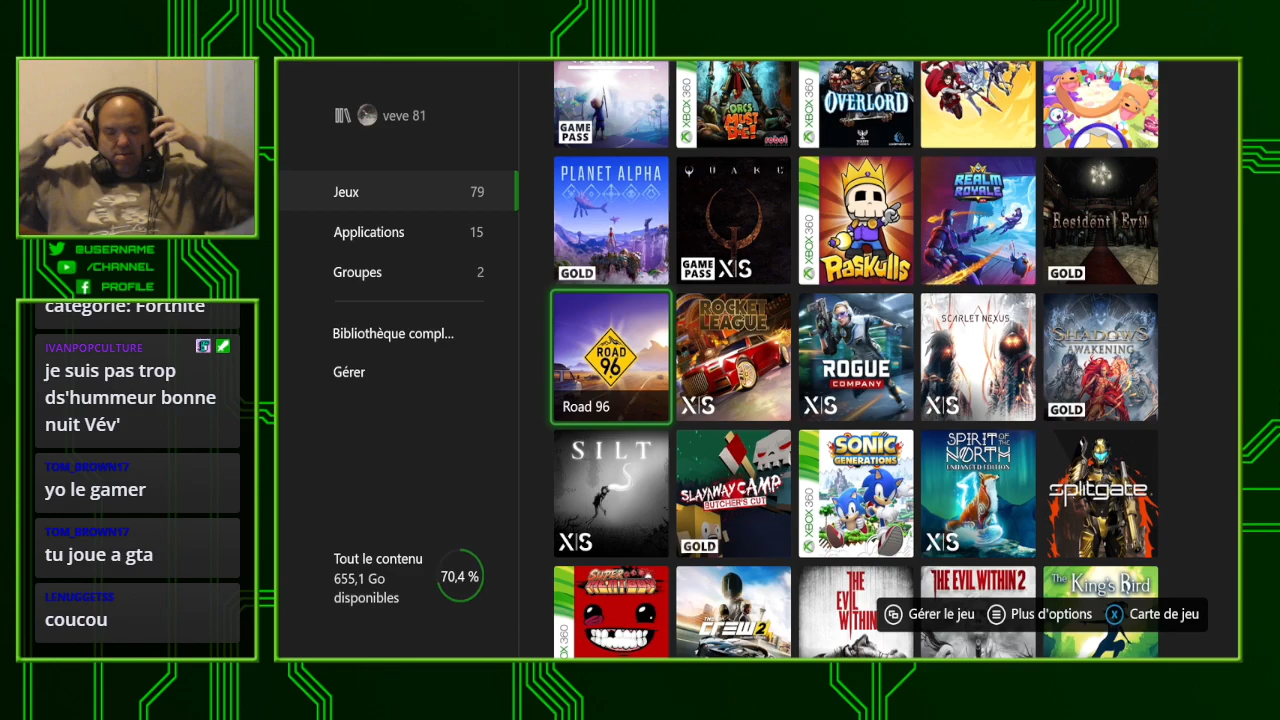 @USERNAME
/CHANNEL
PROFILE
catégorie: Fortnite
IVANPOPCULTURE
je suis pas trop
ds'hummeur bonne
nuit Vév'
TOM_BROWN17
yo le gamer
TOM_BROWN17
tu joue a gta
LENUGGETSS
coucou
veve 81
Jeux 79
Applications 15
Groupes 2
Bibliothèque compl...
Gérer
Tout le contenu
655,1 Go
disponibles
70,4 %
GAME
PASS
XBOX 360
ORCS
MUST
DIE!
robot
XBOX 360
OVERLORD
PLANET ALPHA
GOLD
QUAKE
GAME
PASS X|S
XBOX 360
RASKULLS
REALM
ROYALE
Resident Evil
GOLD
ROAD
96
Road 96
ROCKET
LEAGUE
X|S
ROGUE
COMPANY
X|S
SCARLET NEXUS
X|S
SHADOWS
AWAKENING
GOLD
SILT
X|S
SLAYAWAY CAMP
BUTCHER'S CUT
GOLD
XBOX 360
SONIC
GENERATIONS
SPIRIT OF
THE
NORTH
ENHANCED EDITION
X|S
splitgate
360
SUPER
MEATBOY
THE CREW 2
THE
EVIL
WITHIN
THE EVIL WITHIN 2
The
King's Bird
Gérer le jeu
Plus d'options
X Carte de jeu